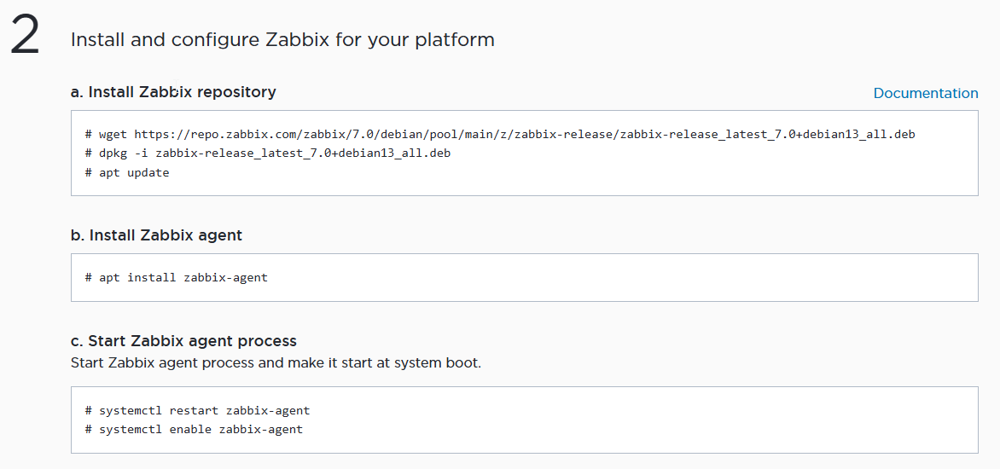 2
Install and configure Zabbix for your platform
a. Install Zabbix repository
Documentation
# wget https://repo.zabbix.com/zabbix/7.0/debian/pool/main/z/zabbix-release/zabbix-release_latest_7.0+debian13_all.deb
# dpkg -i zabbix-release_latest_7.0+debian13_all.deb
# apt update
b. Install Zabbix agent
# apt install zabbix-agent
c. Start Zabbix agent process
Start Zabbix agent process and make it start at system boot.
# systemctl restart zabbix-agent
# systemctl enable zabbix-agent